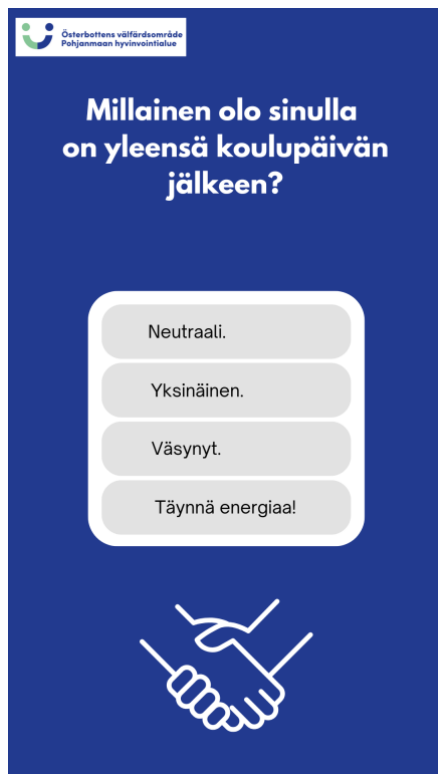 Österbottens välfärdsområde
Pohjanmaan hyvinvointialue
Millainen olo sinulla
on yleensä koulupäivän
jälkeen?
Neutraali.
Yksinäinen.
Väsynyt.
Täynnä energiaa!